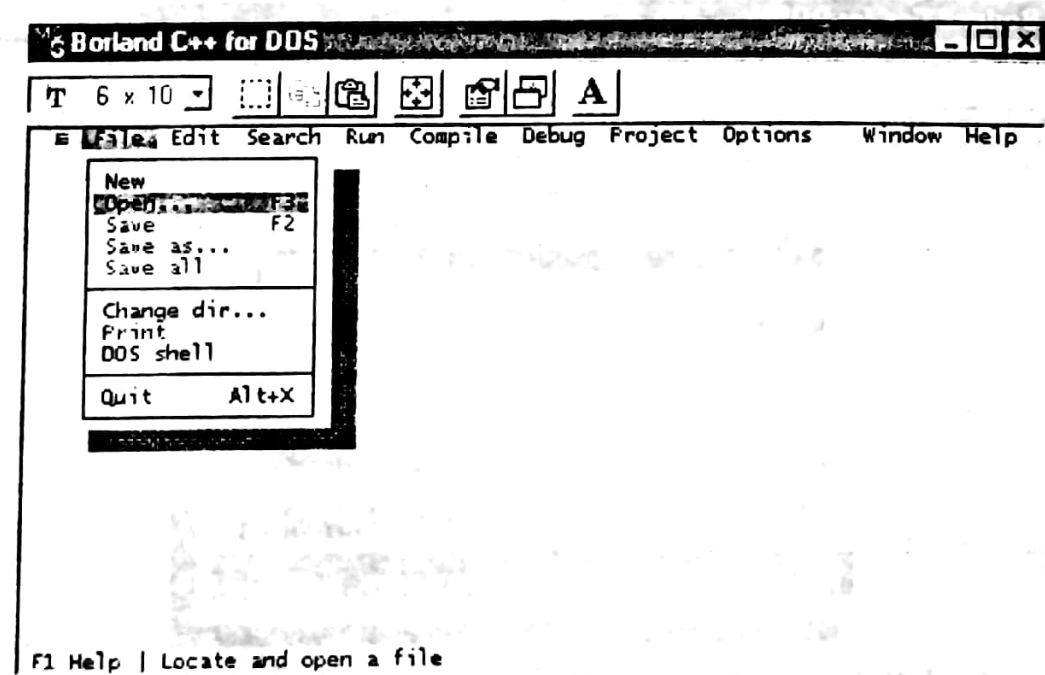 Borland C++ for DOS
T 6 x 10 A
≡ File Edit Search Run Compile Debug Project Options Window Help
New
Open... F3
Save F2
Save as...
Save all
Change dir...
Print
DOS shell
Quit Alt+X
F1 Help | Locate and open a file